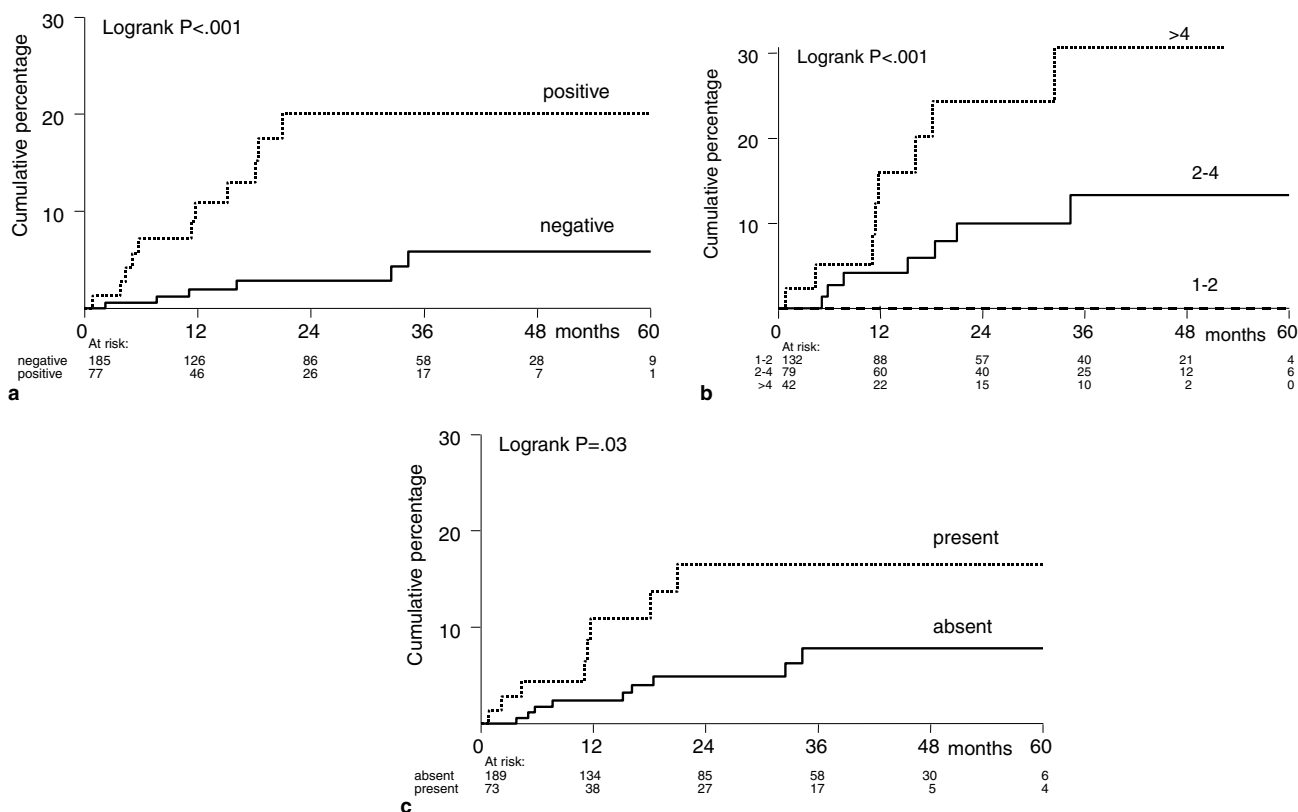 30
Logrank P<.001
20
positive
10
negative
Cumulative percentage
0 12 24 36 48 months 60
At risk:
negative 185 126 86 58 28 9
positive 77 46 26 17 7 1
a
30
>4
Logrank P<.001
20
2-4
10
1-2
Cumulative percentage
0 12 24 36 48 months 60
At risk:
1-2 132 88 57 40 21 4
2-4 79 60 40 25 12 6
>4 42 22 15 10 2 0
b
30
Logrank P=.03
20
present
10
absent
Cumulative percentage
0 12 24 36 48 months 60
At risk:
absent 189 134 85 58 30 6
present 73 38 27 17 5 4
c